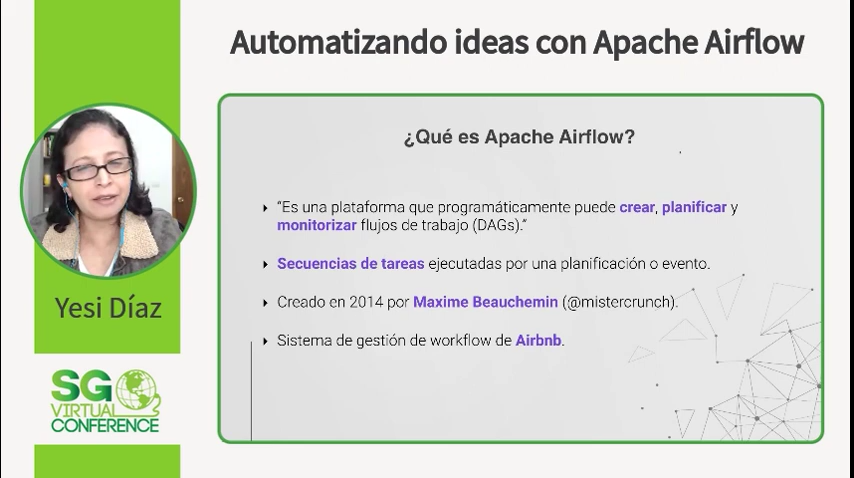 Automatizando ideas con Apache Airflow
¿Qué es Apache Airflow?
“Es una plataforma que programáticamente puede crear, planificar y
monitorizar flujos de trabajo (DAGs).”
Secuencias de tareas ejecutadas por una planificación o evento.
Creado en 2014 por Maxime Beauchemin (@mistercrunch).
Sistema de gestión de workflow de Airbnb.
Yesi Díaz
SG
VIRTUAL
CONFERENCE